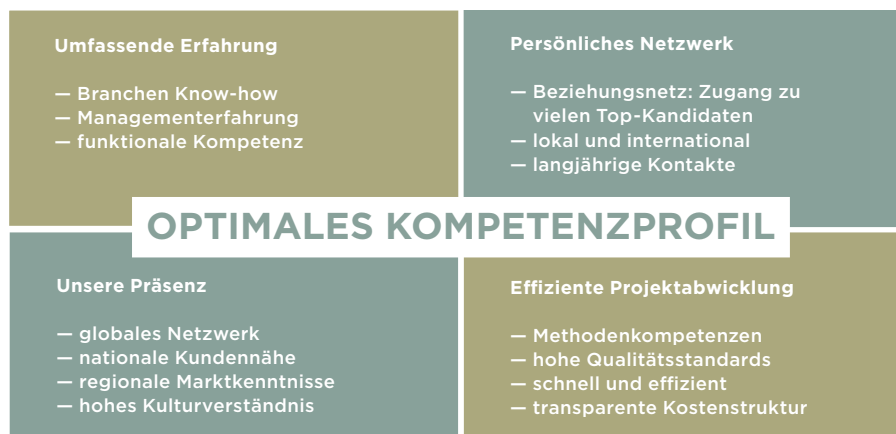 Umfassende Erfahrung
— Branchen Know-how
— Managementerfahrung
— funktionale Kompetenz
Persönliches Netzwerk
— Beziehungsnetz: Zugang zu
vielen Top-Kandidaten
— lokal und international
— langjährige Kontakte
OPTIMALES KOMPETENZPROFIL
Unsere Präsenz
— globales Netzwerk
— nationale Kundennähe
— regionale Marktkenntnisse
— hohes Kulturverständnis
Effiziente Projektabwicklung
— Methodenkompetenzen
— hohe Qualitätsstandards
— schnell und effizient
— transparente Kostenstruktur